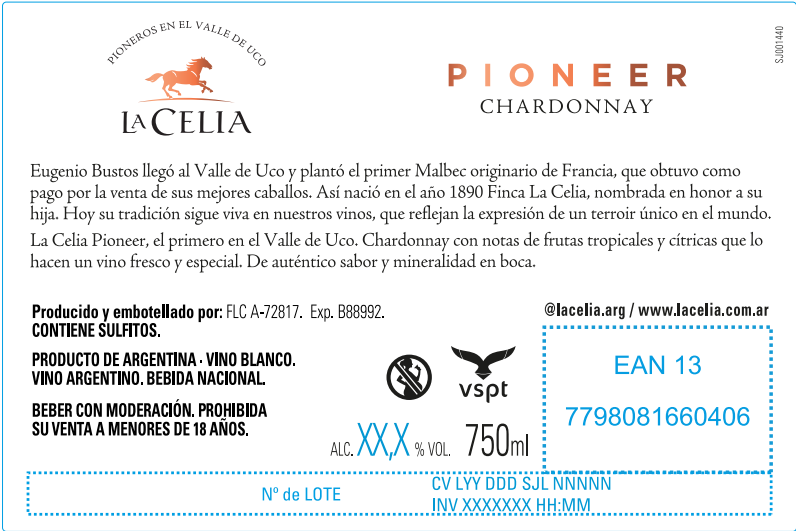 PIONEROS EN EL VALLE DE UCO
LA CELIA
PIONEER
CHARDONNAY
SJ001440
Eugenio Bustos llegó al Valle de Uco y plantó el primer Malbec originario de Francia, que obtuvo como
pago por la venta de sus mejores caballos. Así nació en el año 1890 Finca La Celia, nombrada en honor a su
hija. Hoy su tradición sigue viva en nuestros vinos, que reflejan la expresión de un terroir único en el mundo.
La Celia Pioneer, el primero en el Valle de Uco. Chardonnay con notas de frutas tropicales y cítricas que lo
hacen un vino fresco y especial. De auténtico sabor y mineralidad en boca.
Producido y embotellado por: FLC A-72817. Exp. B88992.
CONTIENE SULFITOS.
PRODUCTO DE ARGENTINA · VINO BLANCO.
VINO ARGENTINO. BEBIDA NACIONAL.
BEBER CON MODERACIÓN. PROHIBIDA
SU VENTA A MENORES DE 18 AÑOS.
vspt
ALC. XX,X % VOL. 750ml
@lacelia.arg / www.lacelia.com.ar
EAN 13
7798081660406
Nº de LOTE
CV LYY DDD SJL NNNNN
INV XXXXXXX HH:MM